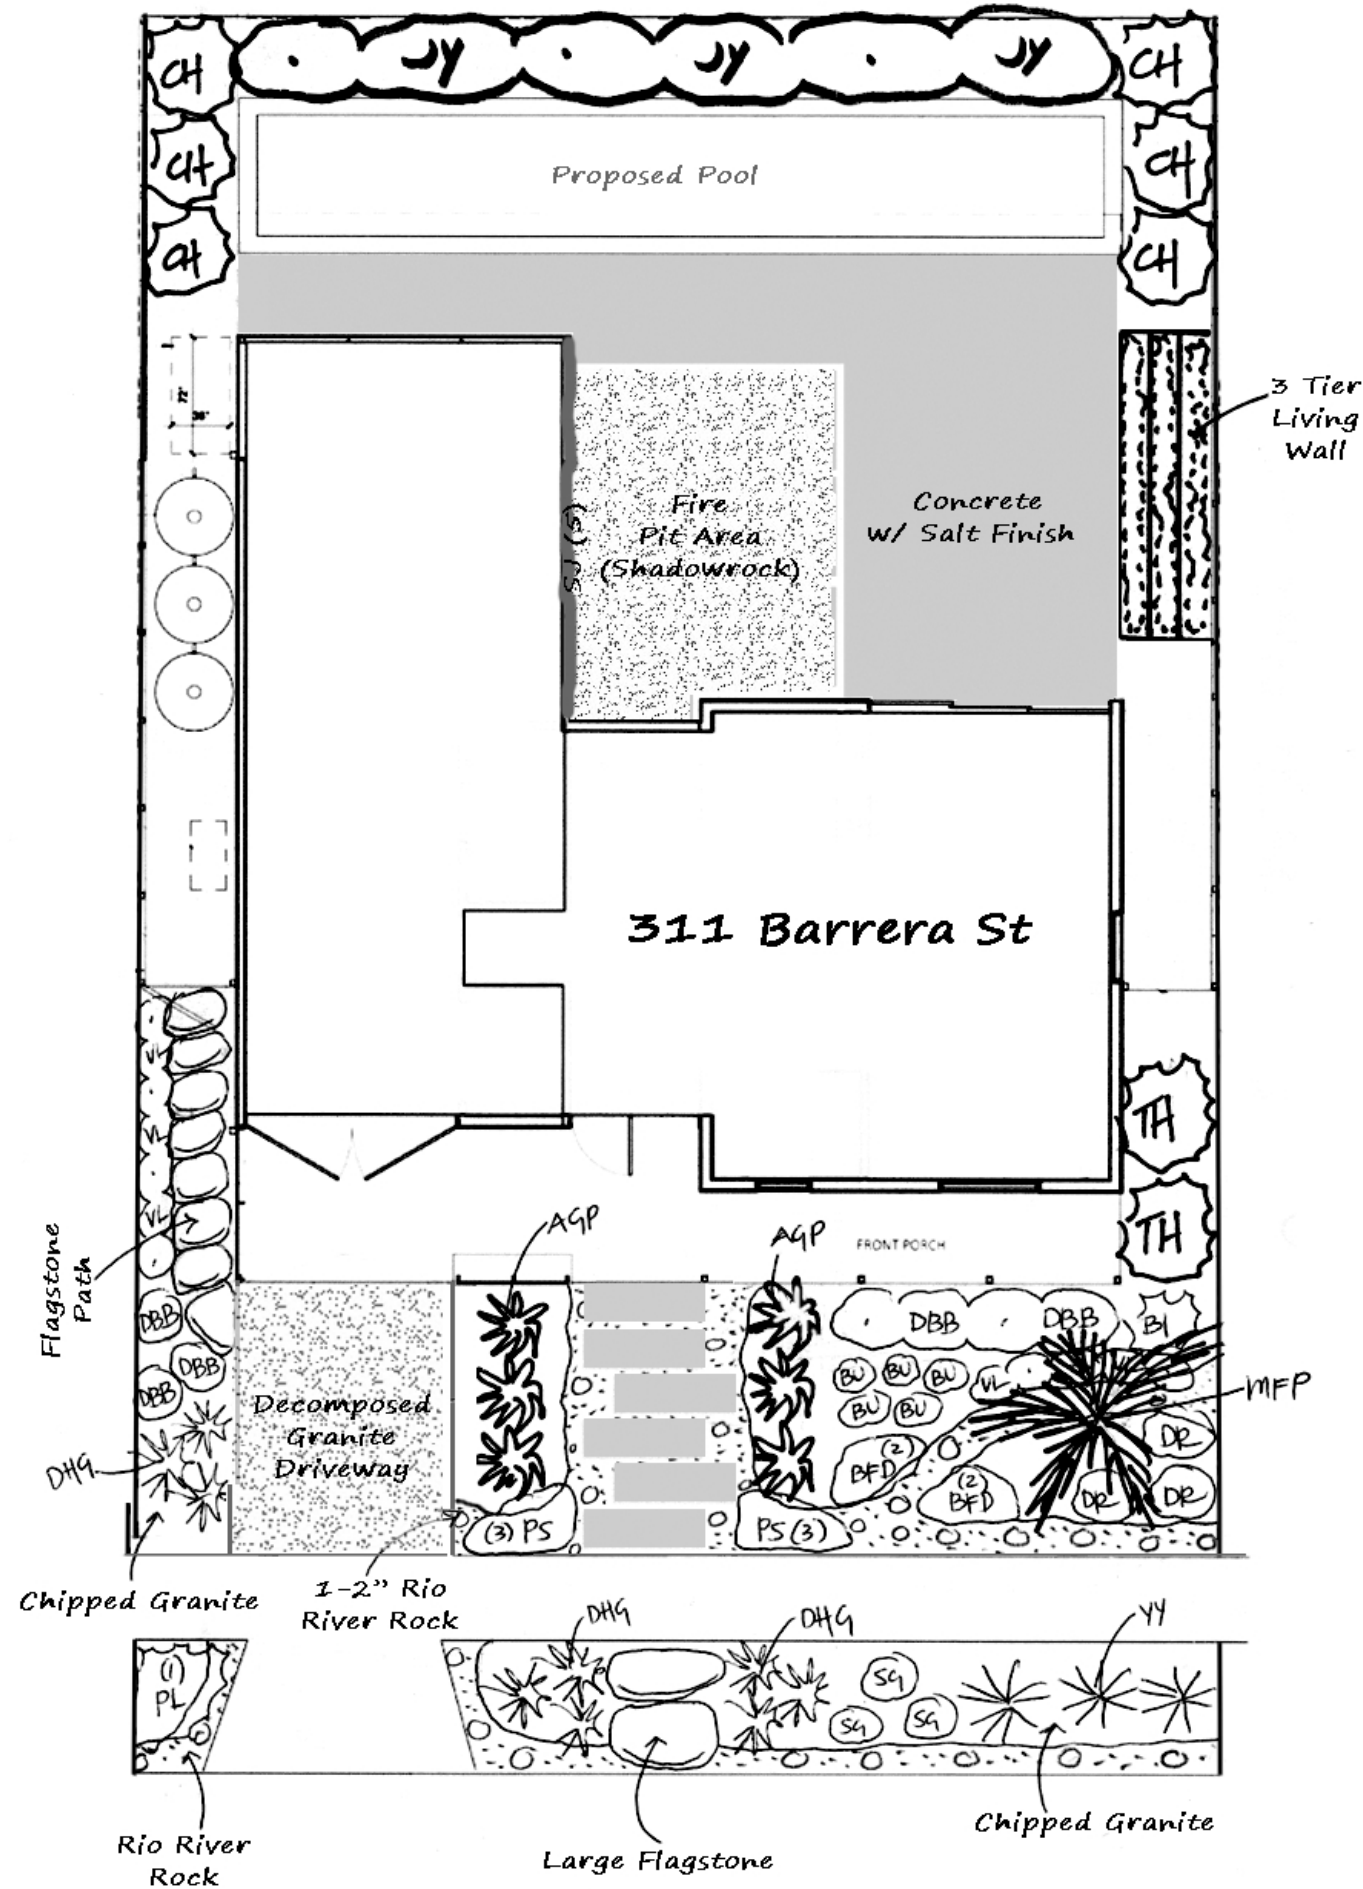 CH
JY
JY
JY
CH
CH
CH
CH
CH
Proposed Pool
72"
36"
3 Tier
Living
Wall
Fire
Pit Area
(Shadowrock)
SJ (5)
Concrete
w/ Salt Finish
311 Barrera St
VL
VL
VL
TH
TH
Flagstone
Path
AGP
AGP
FRONT PORCH
DBB
DBB
DBB
DHG
Decomposed
Granite
Driveway
DBB
DBB
BI
BU
BU
BU
VL
BU
BU
MFP
(2)
BFD
(2)
BFD
DR
DR
DR
(3) PS
PS (3)
Chipped Granite
1-2" Rio
River Rock
DHG
DHG
YY
(1)
PL
SG
SG
SG
Rio River
Rock
Large Flagstone
Chipped Granite